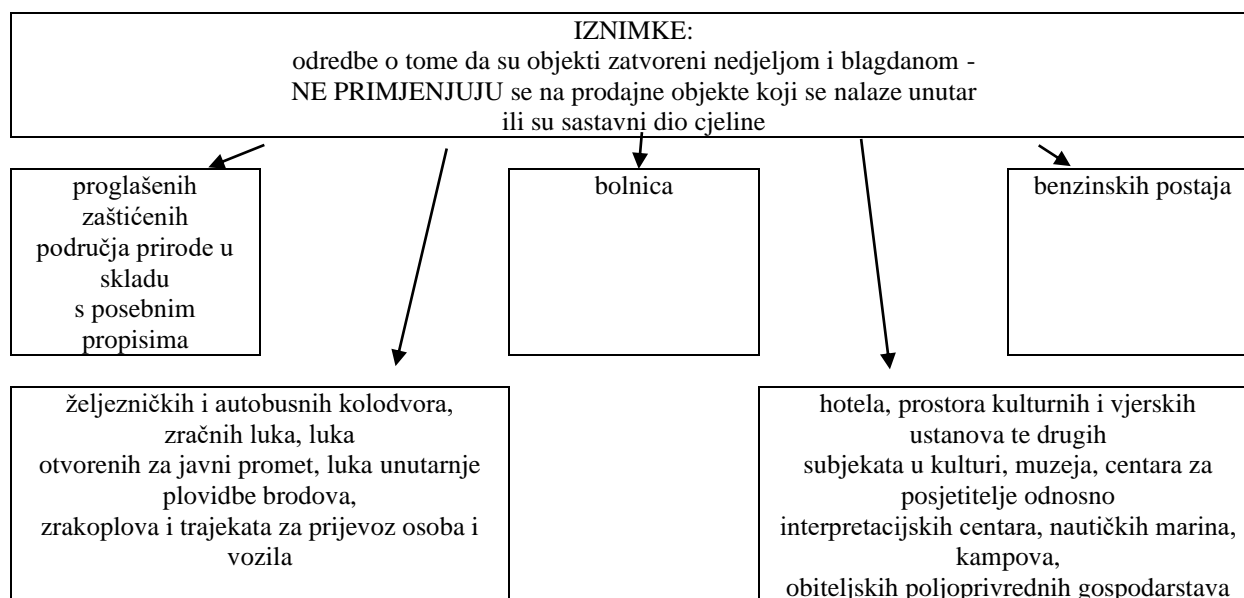 IZNIMKE:
odredbe o tome da su objekti zatvoreni nedjeljom i blagdanom -
NE PRIMJENJUJU se na prodajne objekte koji se nalaze unutar
ili su sastavni dio cjeline
proglašenih
zaštićenih
područja prirode u
skladu
s posebnim
propisima
bolnica
benzinskih postaja
željezničkih i autobusnih kolodvora,
zračnih luka, luka
otvorenih za javni promet, luka unutarnje
plovidbe brodova,
zrakoplova i trajekata za prijevoz osoba i
vozila
hotela, prostora kulturnih i vjerskih
ustanova te drugih
subjekata u kulturi, muzeja, centara za
posjetitelje odnosno
interpretacijskih centara, nautičkih marina,
kampova,
obiteljskih poljoprivrednih gospodarstava